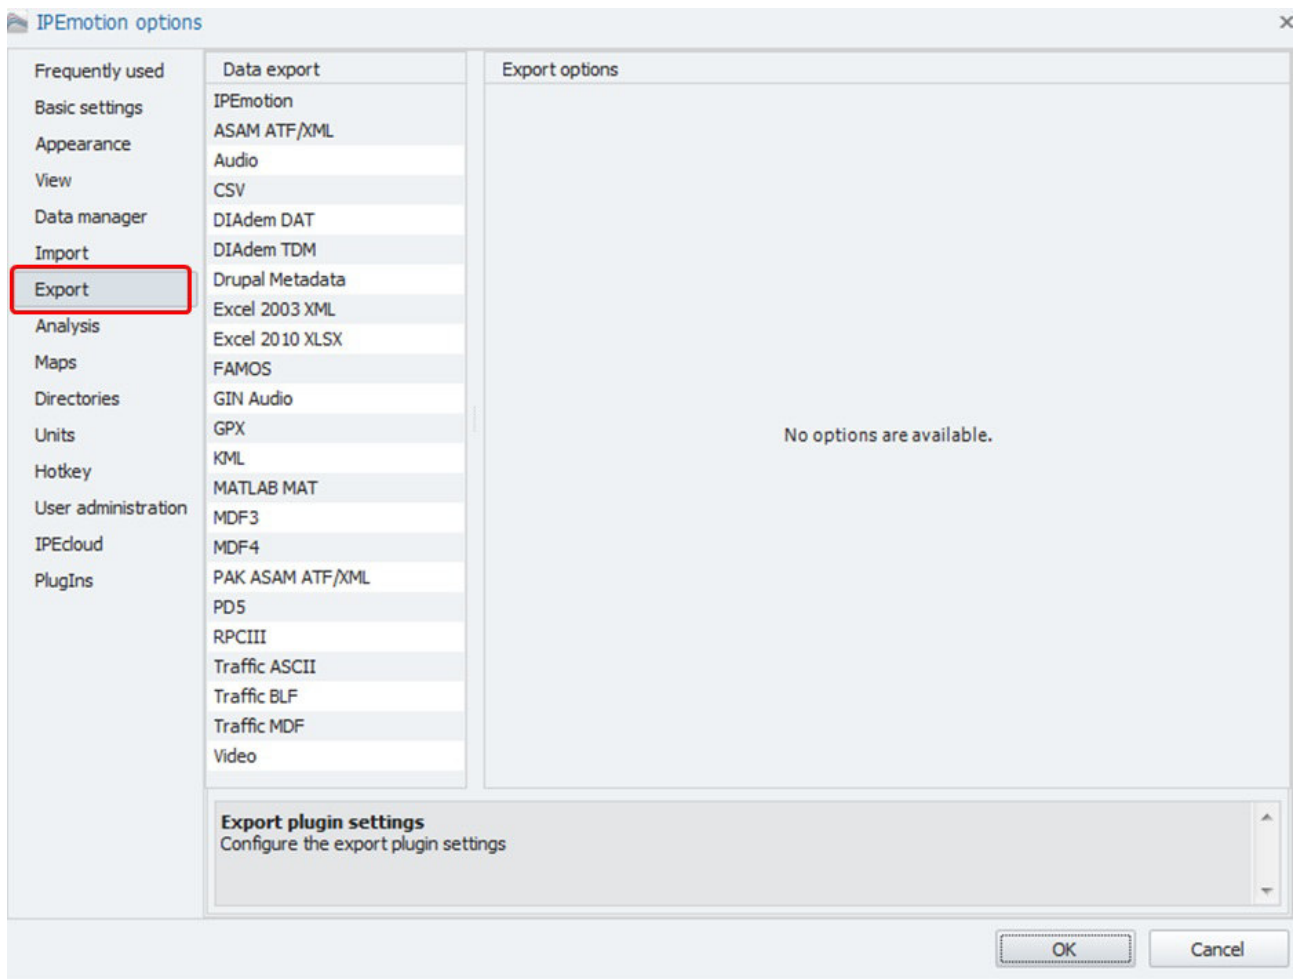 IPEmotion options
Frequently used
Basic settings
Appearance
View
Data manager
Import
Export
Analysis
Maps
Directories
Units
Hotkey
User administration
IPEcloud
PlugIns
Data export
IPEmotion
ASAM ATF/XML
Audio
CSV
DIAdem DAT
DIAdem TDM
Drupal Metadata
Excel 2003 XML
Excel 2010 XLSX
FAMOS
GIN Audio
GPX
KML
MATLAB MAT
MDF3
MDF4
PAK ASAM ATF/XML
PD5
RPCIII
Traffic ASCII
Traffic BLF
Traffic MDF
Video
Export options
No options are available.
Export plugin settings
Configure the export plugin settings
OK
Cancel